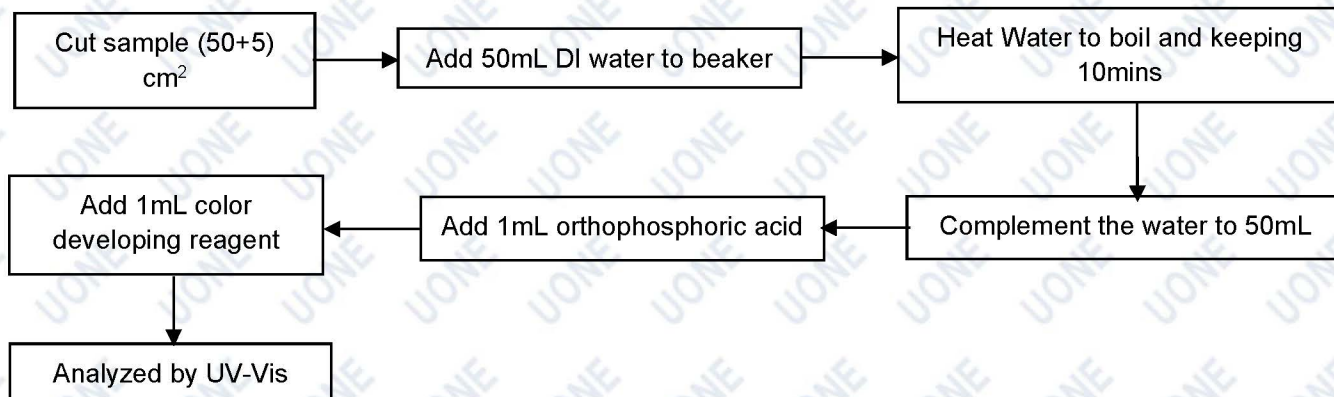 Cut sample (50+5)
cm²
Add 50mL DI water to beaker
Heat Water to boil and keeping
10mins
Complement the water to 50mL
Add 1mL orthophosphoric acid
Add 1mL color
developing reagent
Analyzed by UV-Vis
UONE